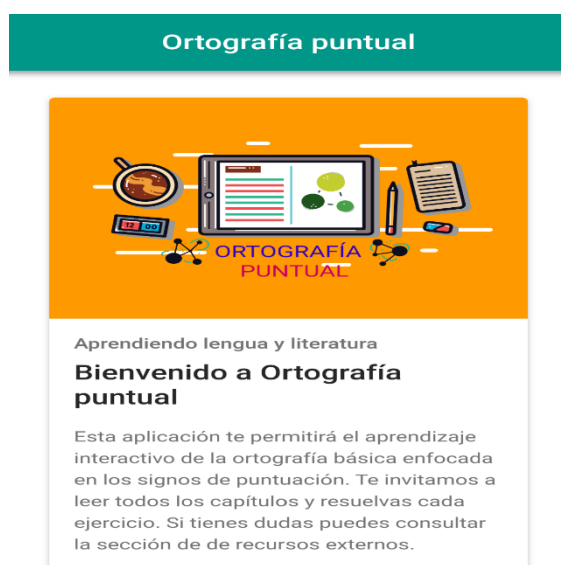 Ortografía puntual
12 00
ORTOGRAFÍA
PUNTUAL
Aprendiendo lengua y literatura
Bienvenido a Ortografía
puntual
Esta aplicación te permitirá el aprendizaje
interactivo de la ortografía básica enfocada
en los signos de puntuación. Te invitamos a
leer todos los capítulos y resuelvas cada
ejercicio. Si tienes dudas puedes consultar
la sección de de recursos externos.